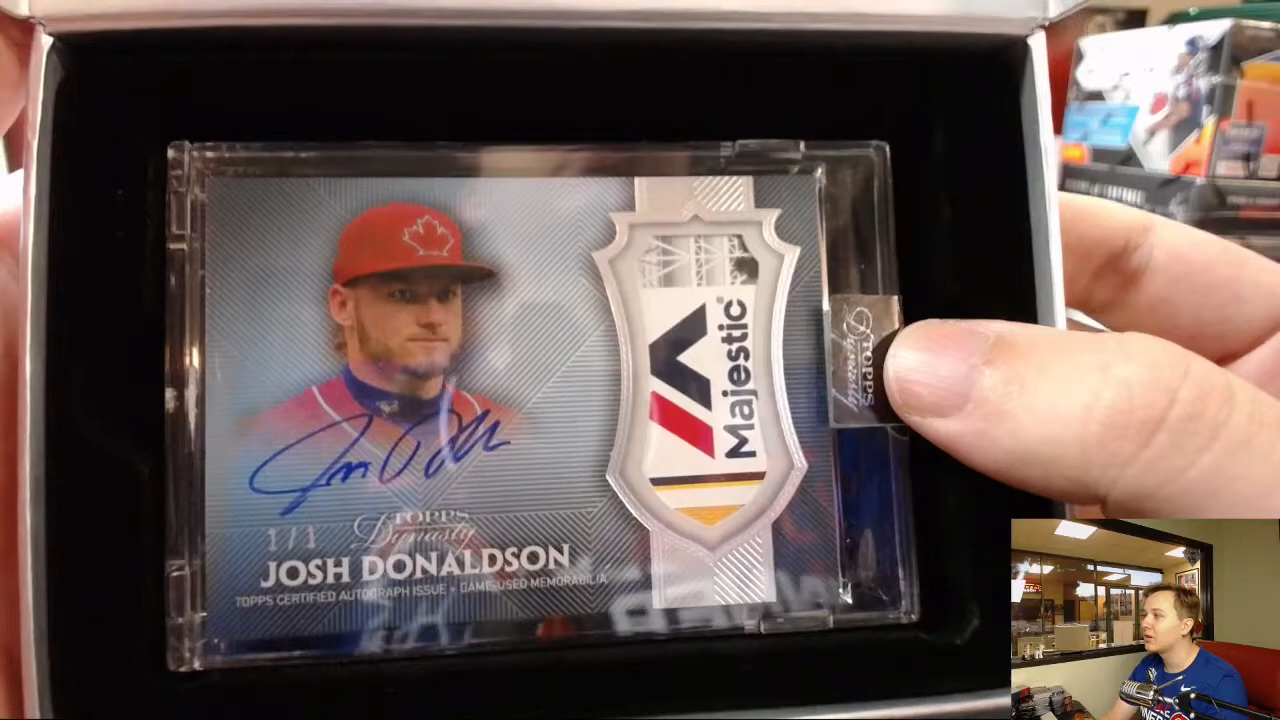 Majestic®
TOPPS
Dynasty
1/1
TOPPS
Dynasty
JOSH DONALDSON
TOPPS CERTIFIED AUTOGRAPH ISSUE • GAME-USED MEMORABILIA